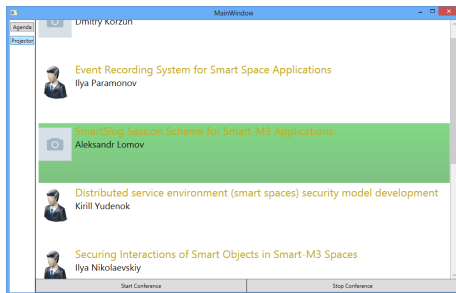 MainWindow
Agenda
Projector
Dmitry Korzun
Event Recording System for Smart Space Applications
Ilya Paramonov
SmartSlog Session Scheme for Smart-M3 Applications
Aleksandr Lomov
Distributed service environment (smart spaces) security model development
Kirill Yudenok
Securing Interactions of Smart Objects in Smart-M3 Spaces
Ilya Nikolaevskiy
Start Conference
Stop Conference